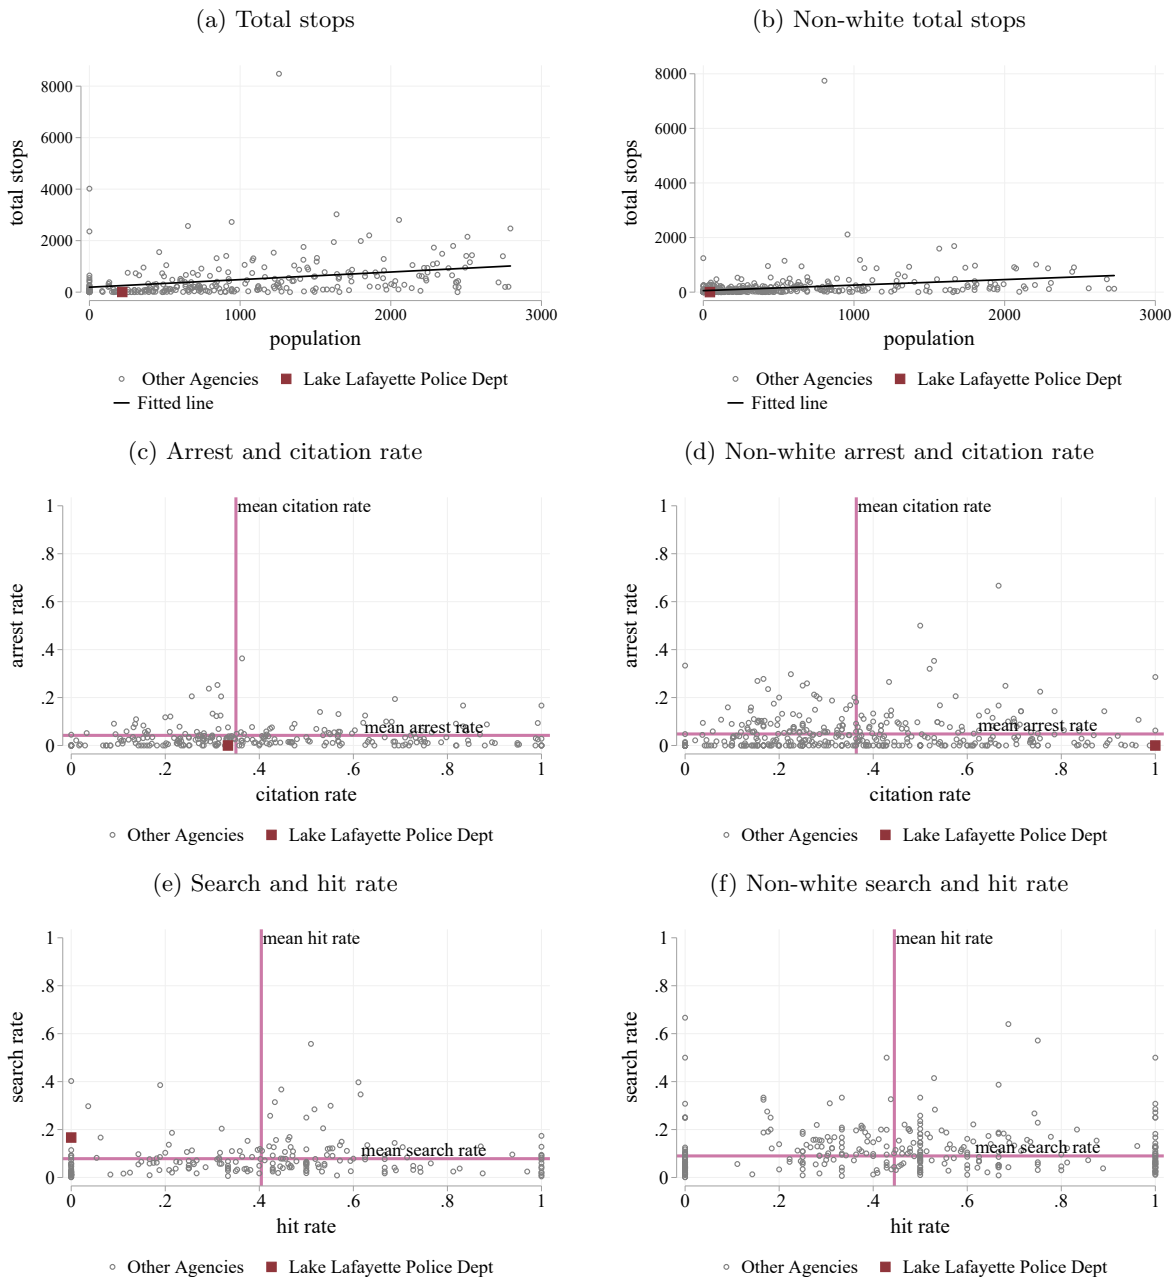 (a) Total stops
8000
6000
4000
2000
0
total stops
0 1000 2000 3000
population
Other Agencies Lake Lafayette Police Dept
Fitted line
(b) Non-white total stops
8000
6000
4000
2000
0
total stops
0 1000 2000 3000
population
Other Agencies Lake Lafayette Police Dept
Fitted line
(c) Arrest and citation rate
mean citation rate
1
.8
.6
.4
.2
0
arrest rate
mean arrest rate
0 .2 .4 .6 .8 1
citation rate
Other Agencies Lake Lafayette Police Dept
(d) Non-white arrest and citation rate
mean citation rate
1
.8
.6
.4
.2
0
arrest rate
mean arrest rate
0 .2 .4 .6 .8 1
citation rate
Other Agencies Lake Lafayette Police Dept
(e) Search and hit rate
mean hit rate
1
.8
.6
.4
.2
0
search rate
mean search rate
0 .2 .4 .6 .8 1
hit rate
Other Agencies Lake Lafayette Police Dept
(f) Non-white search and hit rate
mean hit rate
1
.8
.6
.4
.2
0
search rate
mean search rate
0 .2 .4 .6 .8 1
hit rate
Other Agencies Lake Lafayette Police Dept